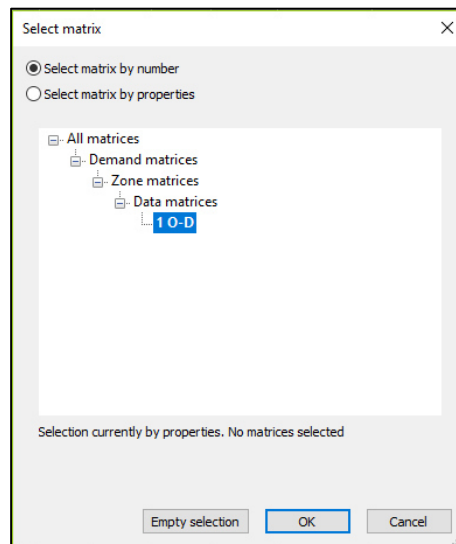 Select matrix
Select matrix by number
Select matrix by properties
All matrices
Demand matrices
Zone matrices
Data matrices
1 O-D
Selection currently by properties. No matrices selected
Empty selection OK Cancel